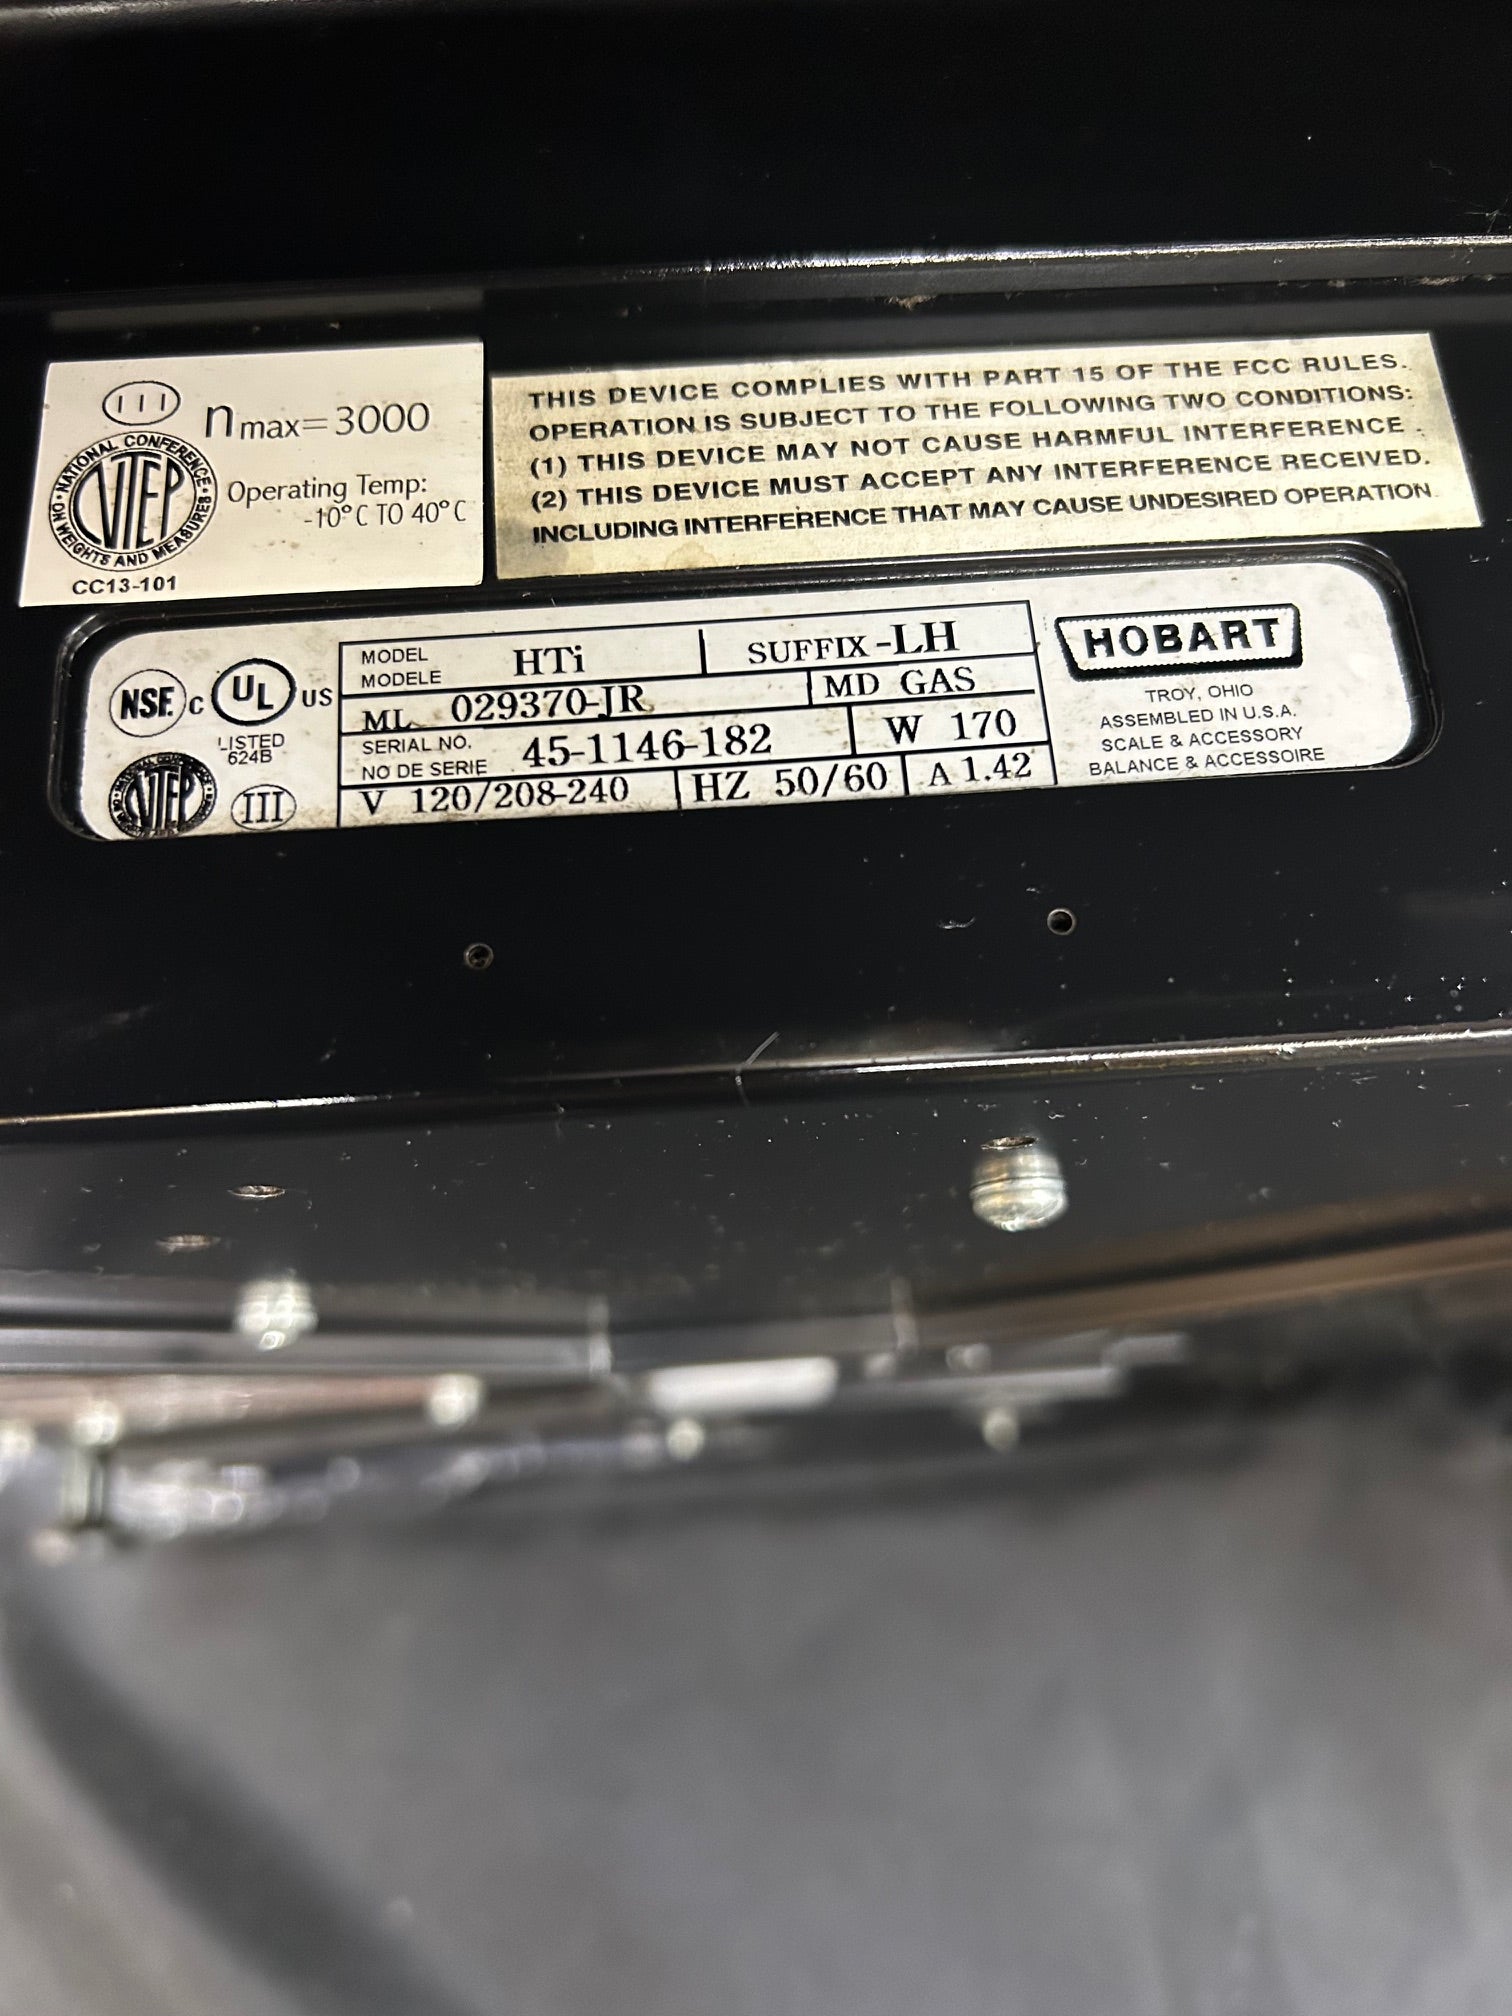 III nmax=3000
NATIONAL CONFERENCE
NTEP
ON WEIGHTS AND MEASURES
Operating Temp:
-10°C TO 40°C
CC13-101
THIS DEVICE COMPLIES WITH PART 15 OF THE FCC RULES.
OPERATION IS SUBJECT TO THE FOLLOWING TWO CONDITIONS:
(1) THIS DEVICE MAY NOT CAUSE HARMFUL INTERFERENCE.
(2) THIS DEVICE MUST ACCEPT ANY INTERFERENCE RECEIVED.
INCLUDING INTERFERENCE THAT MAY CAUSE UNDESIRED OPERATION.
NSF. C UL US
LISTED
624B
NTEP III
MODEL
MODELE HTi SUFFIX -LH
ML 029370-JR MD GAS
SERIAL NO.
NO DE SERIE 45-1146-182 W 170
V 120/208-240 HZ 50/60 A 1.42
HOBART
TROY, OHIO
ASSEMBLED IN U.S.A.
SCALE & ACCESSORY
BALANCE & ACCESSOIRE